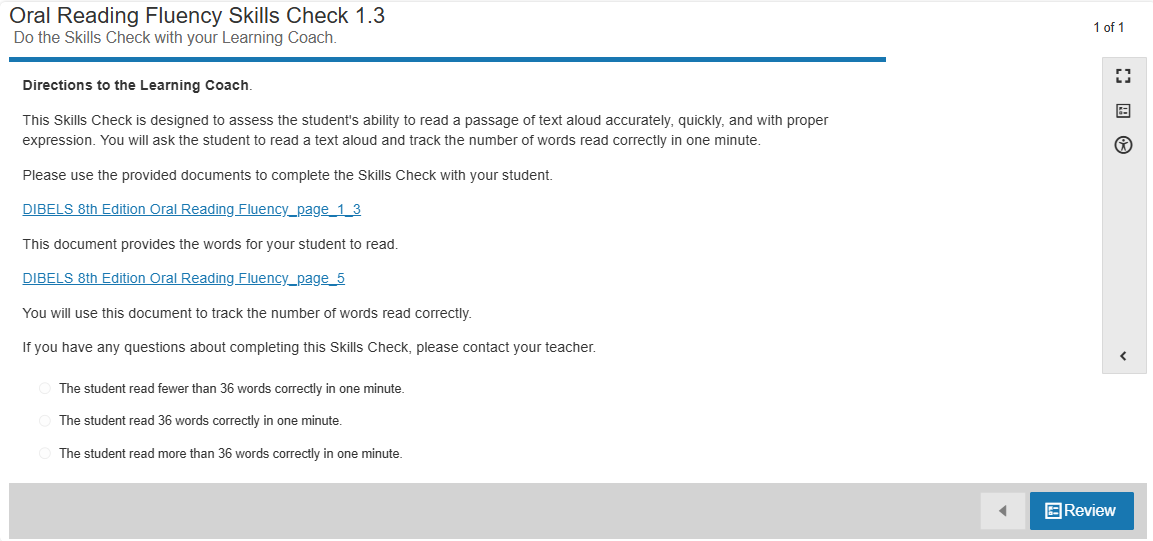 Oral Reading Fluency Skills Check 1.3
Do the Skills Check with your Learning Coach.
1 of 1
Directions to the Learning Coach.
This Skills Check is designed to assess the student's ability to read a passage of text aloud accurately, quickly, and with proper
expression. You will ask the student to read a text aloud and track the number of words read correctly in one minute.
Please use the provided documents to complete the Skills Check with your student.
DIBELS 8th Edition Oral Reading Fluency_page_1_3
This document provides the words for your student to read.
DIBELS 8th Edition Oral Reading Fluency_page_5
You will use this document to track the number of words read correctly.
If you have any questions about completing this Skills Check, please contact your teacher.
The student read fewer than 36 words correctly in one minute.
The student read 36 words correctly in one minute.
The student read more than 36 words correctly in one minute.
Review